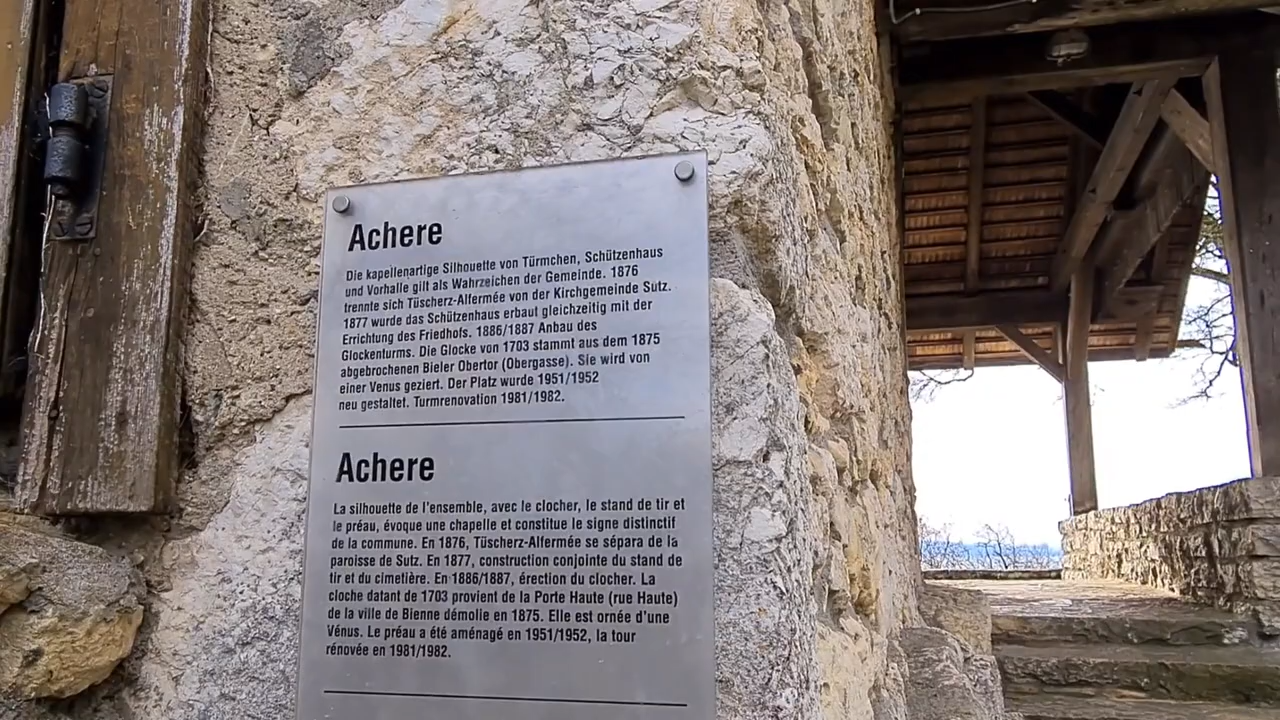 Achere
Die kapellenartige Silhouette von Türmchen, Schützenhaus
und Vorhalle gilt als Wahrzeichen der Gemeinde. 1876
trennte sich Tüscherz-Alfermée von der Kirchgemeinde Sutz.
1877 wurde das Schützenhaus erbaut gleichzeitig mit der
Errichtung des Friedhofs. 1886/1887 Anbau des
Glockenturms. Die Glocke von 1703 stammt aus dem 1875
abgebrochenen Bieler Obertor (Obergasse). Sie wird von
einer Venus geziert. Der Platz wurde 1951/1952
neu gestaltet. Turmrenovation 1981/1982.
Achere
La silhouette de l'ensemble, avec le clocher, le stand de tir et
le préau, évoque une chapelle et constitue le signe distinctif
de la commune. En 1876, Tüscherz-Alfermée se sépara de la
paroisse de Sutz. En 1877, construction conjointe du stand de
tir et du cimetière. En 1886/1887, érection du clocher. La
cloche datant de 1703 provient de la Porte Haute (rue Haute)
de la ville de Bienne démolie en 1875. Elle est ornée d'une
Vénus. Le préau a été aménagé en 1951/1952, la tour
rénovée en 1981/1982.